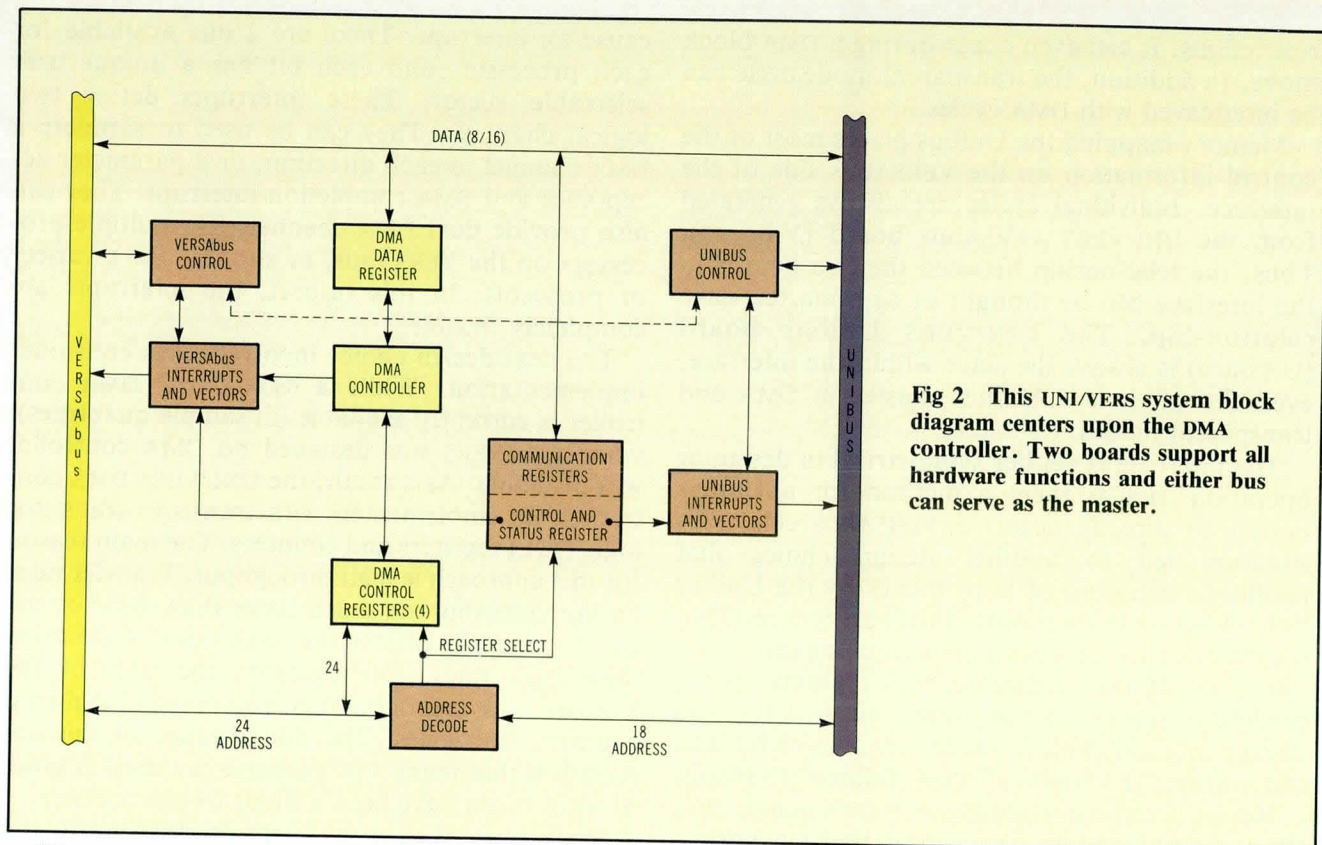 DATA (8/16)
VERSAbus
CONTROL
DMA
DATA
REGISTER
UNIBUS
CONTROL
VERSAbus
VERSAbus
INTERRUPTS
AND VECTORS
DMA
CONTROLLER
UNIBUS
COMMUNICATION
REGISTERS
CONTROL AND
STATUS REGISTER
UNIBUS
INTERRUPTS
AND VECTORS
DMA
CONTROL
REGISTERS (4)
REGISTER SELECT
24
ADDRESS
DECODE
24
ADDRESS
18
ADDRESS
Fig 2 This UNI/VERS system block
diagram centers upon the DMA
controller. Two boards support all
hardware functions and either bus
can serve as the master.